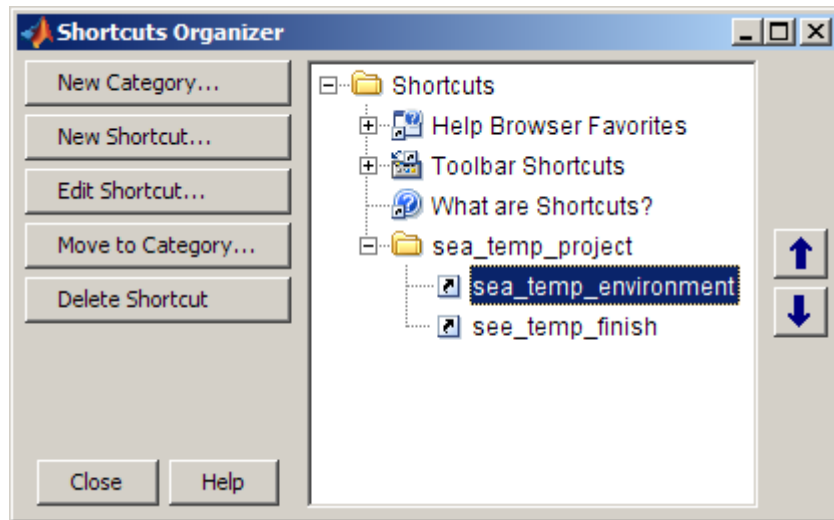 Shortcuts Organizer
New Category...
New Shortcut...
Edit Shortcut...
Move to Category...
Delete Shortcut
Close
Help
Shortcuts
Help Browser Favorites
Toolbar Shortcuts
What are Shortcuts?
sea_temp_project
sea_temp_environment
see_temp_finish